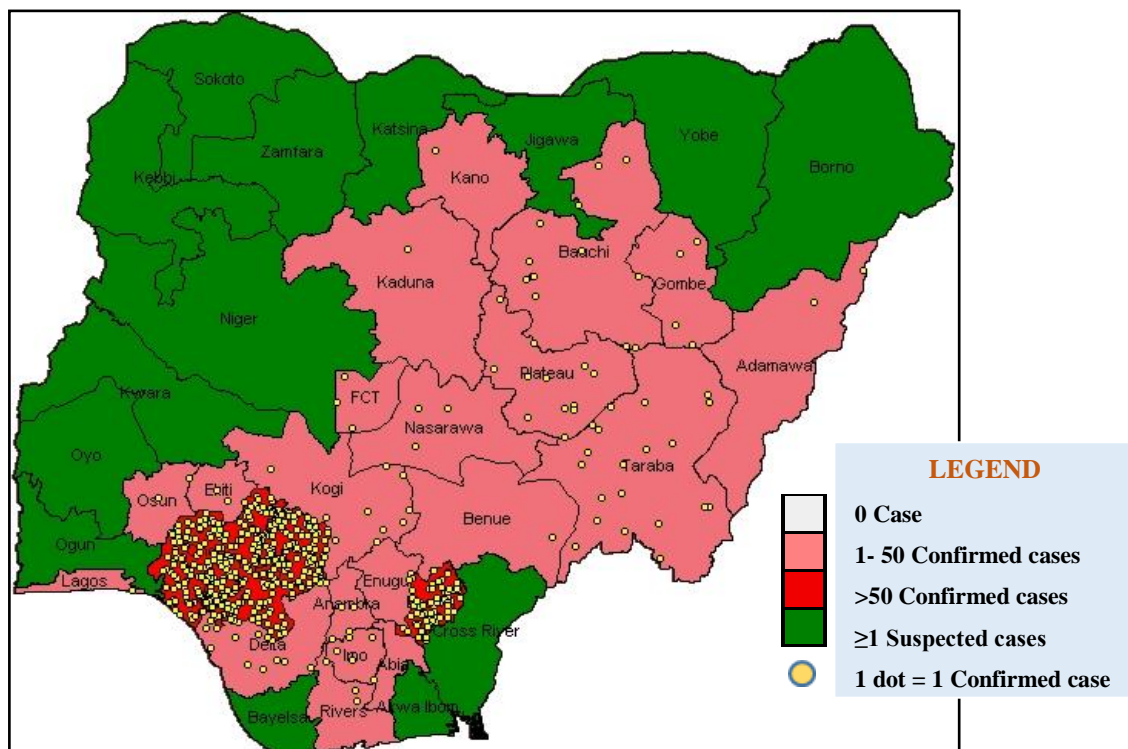 Sokoto
Katsina
Jigawa
Yobe
Zamfara
Borno
Kebbi
Kano
Bauchi
Kaduna
Gombe
Niger
Adamawa
Plateau
Kwara
FCT
Nasarawa
Oyo
Taraba
Osun
Ekiti
Kogi
Benue
Ogun
Lagos
Enugu
Anambra
Cross River
Delta
Imo
Abia
Bayelsa
Rivers
Akwa Ibom
LEGEND
0 Case
1- 50 Confirmed cases
>50 Confirmed cases
≥1 Suspected cases
1 dot = 1 Confirmed case